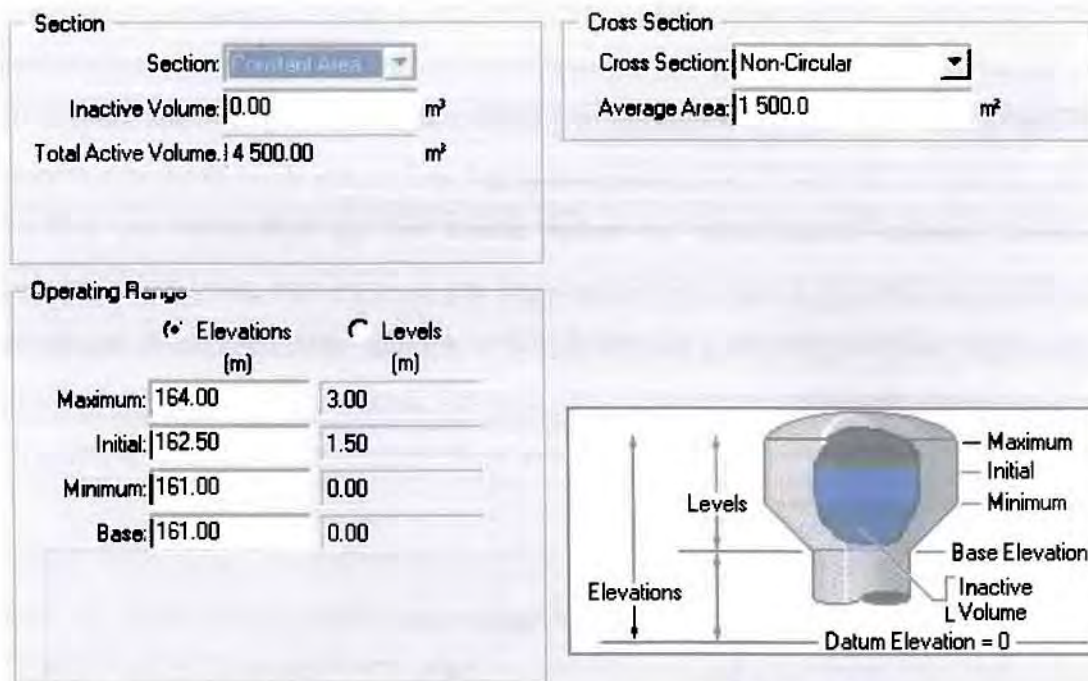 Section
Section: Constant Area
Inactive Volume: 0.00 m³
Total Active Volume. 4 500.00 m³
Cross Section
Cross Section: Non-Circular
Average Area: 1 500.0 m²
Operating Range
Elevations Levels
(m) (m)
Maximum: 164.00 3.00
Initial: 162.50 1.50
Minimum: 161.00 0.00
Base: 161.00 0.00
Maximum
Initial
Minimum
Levels
Base Elevation
Elevations
Inactive
Volume
Datum Elevation = 0